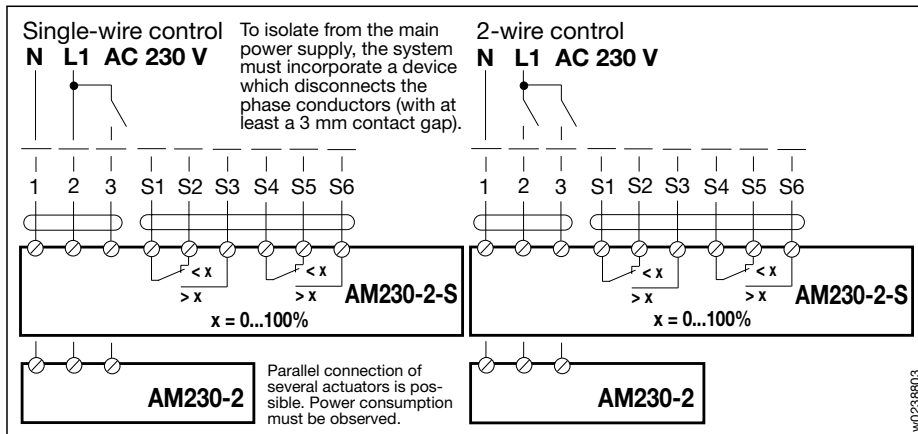 Single-wire control
N L1 AC 230 V
To isolate from the main
power supply, the system
must incorporate a device
which disconnects the
phase conductors (with at
least a 3 mm contact gap).
2-wire control
N L1 AC 230 V
1 2 3 S1 S2 S3 S4 S5 S6
1 2 3 S1 S2 S3 S4 S5 S6
< x < x
> x > x
AM230-2-S
x = 0...100%
< x < x
> x > x
AM230-2-S
x = 0...100%
AM230-2
Parallel connection of
several actuators is pos-
sible. Power consumption
must be observed.
AM230-2
w0238803